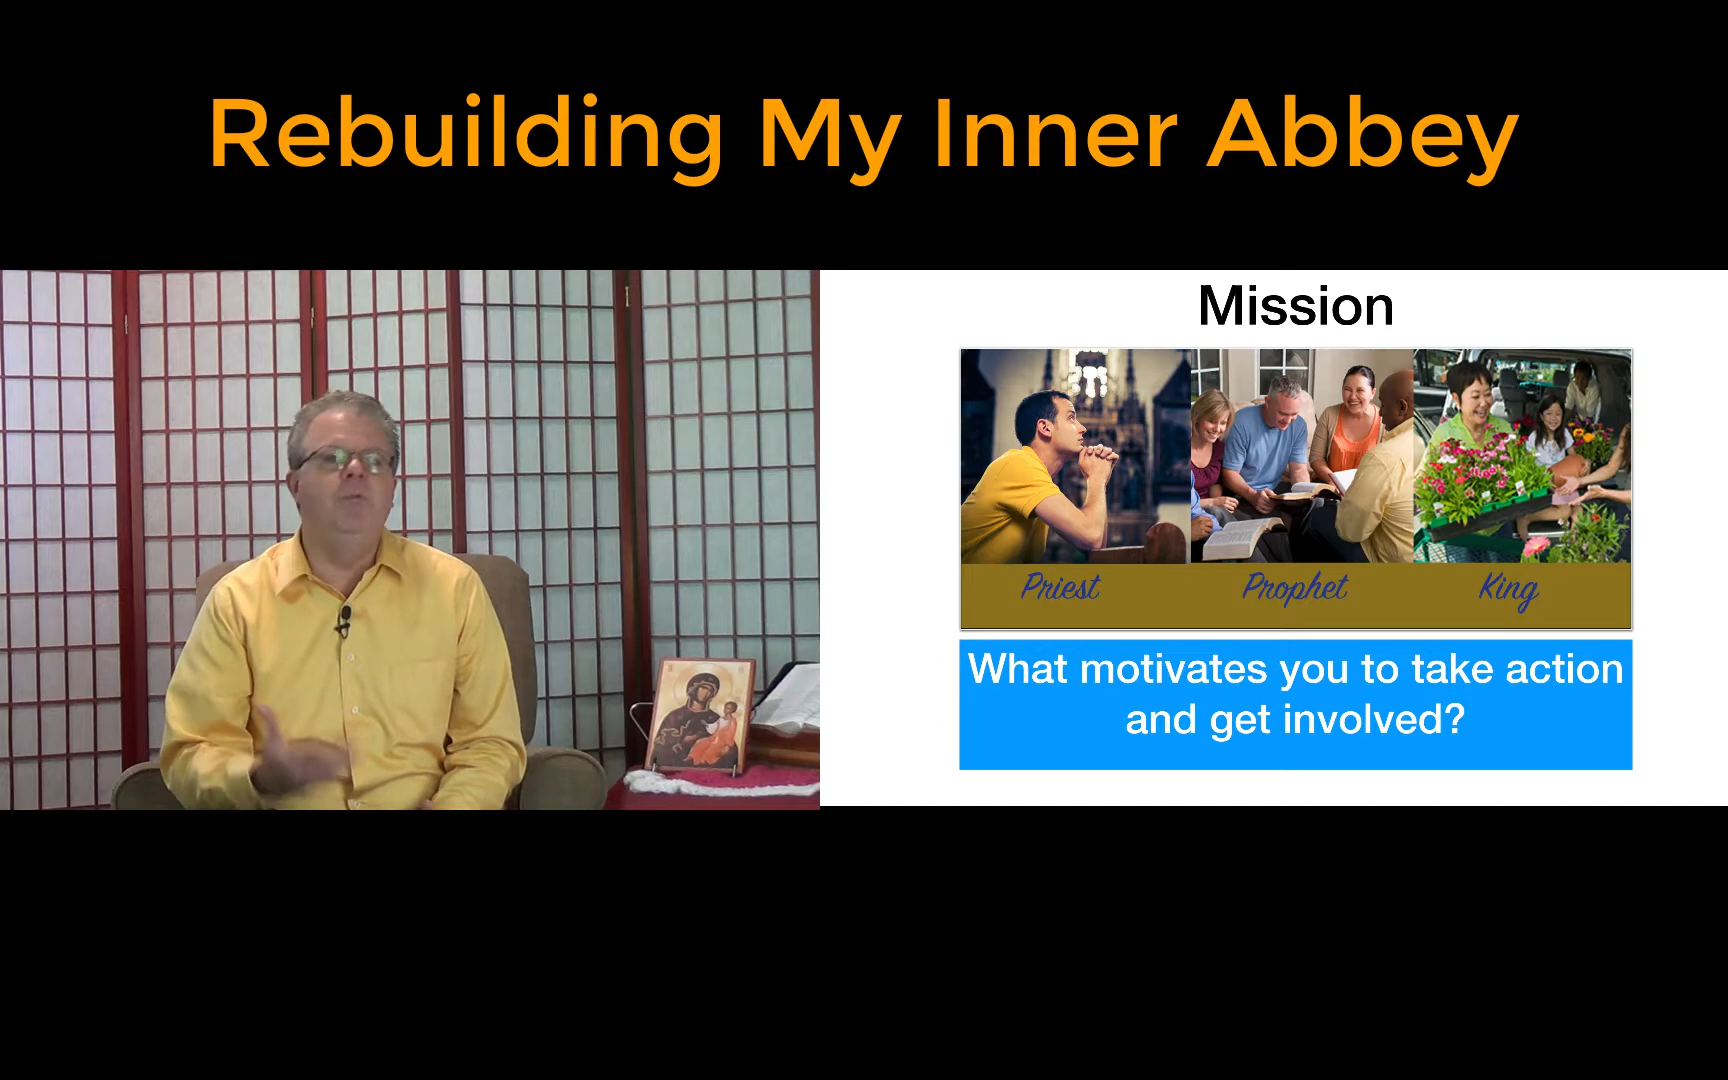 Rebuilding My Inner Abbey
Mission
Priest
Prophet
King
What motivates you to take action
and get involved?